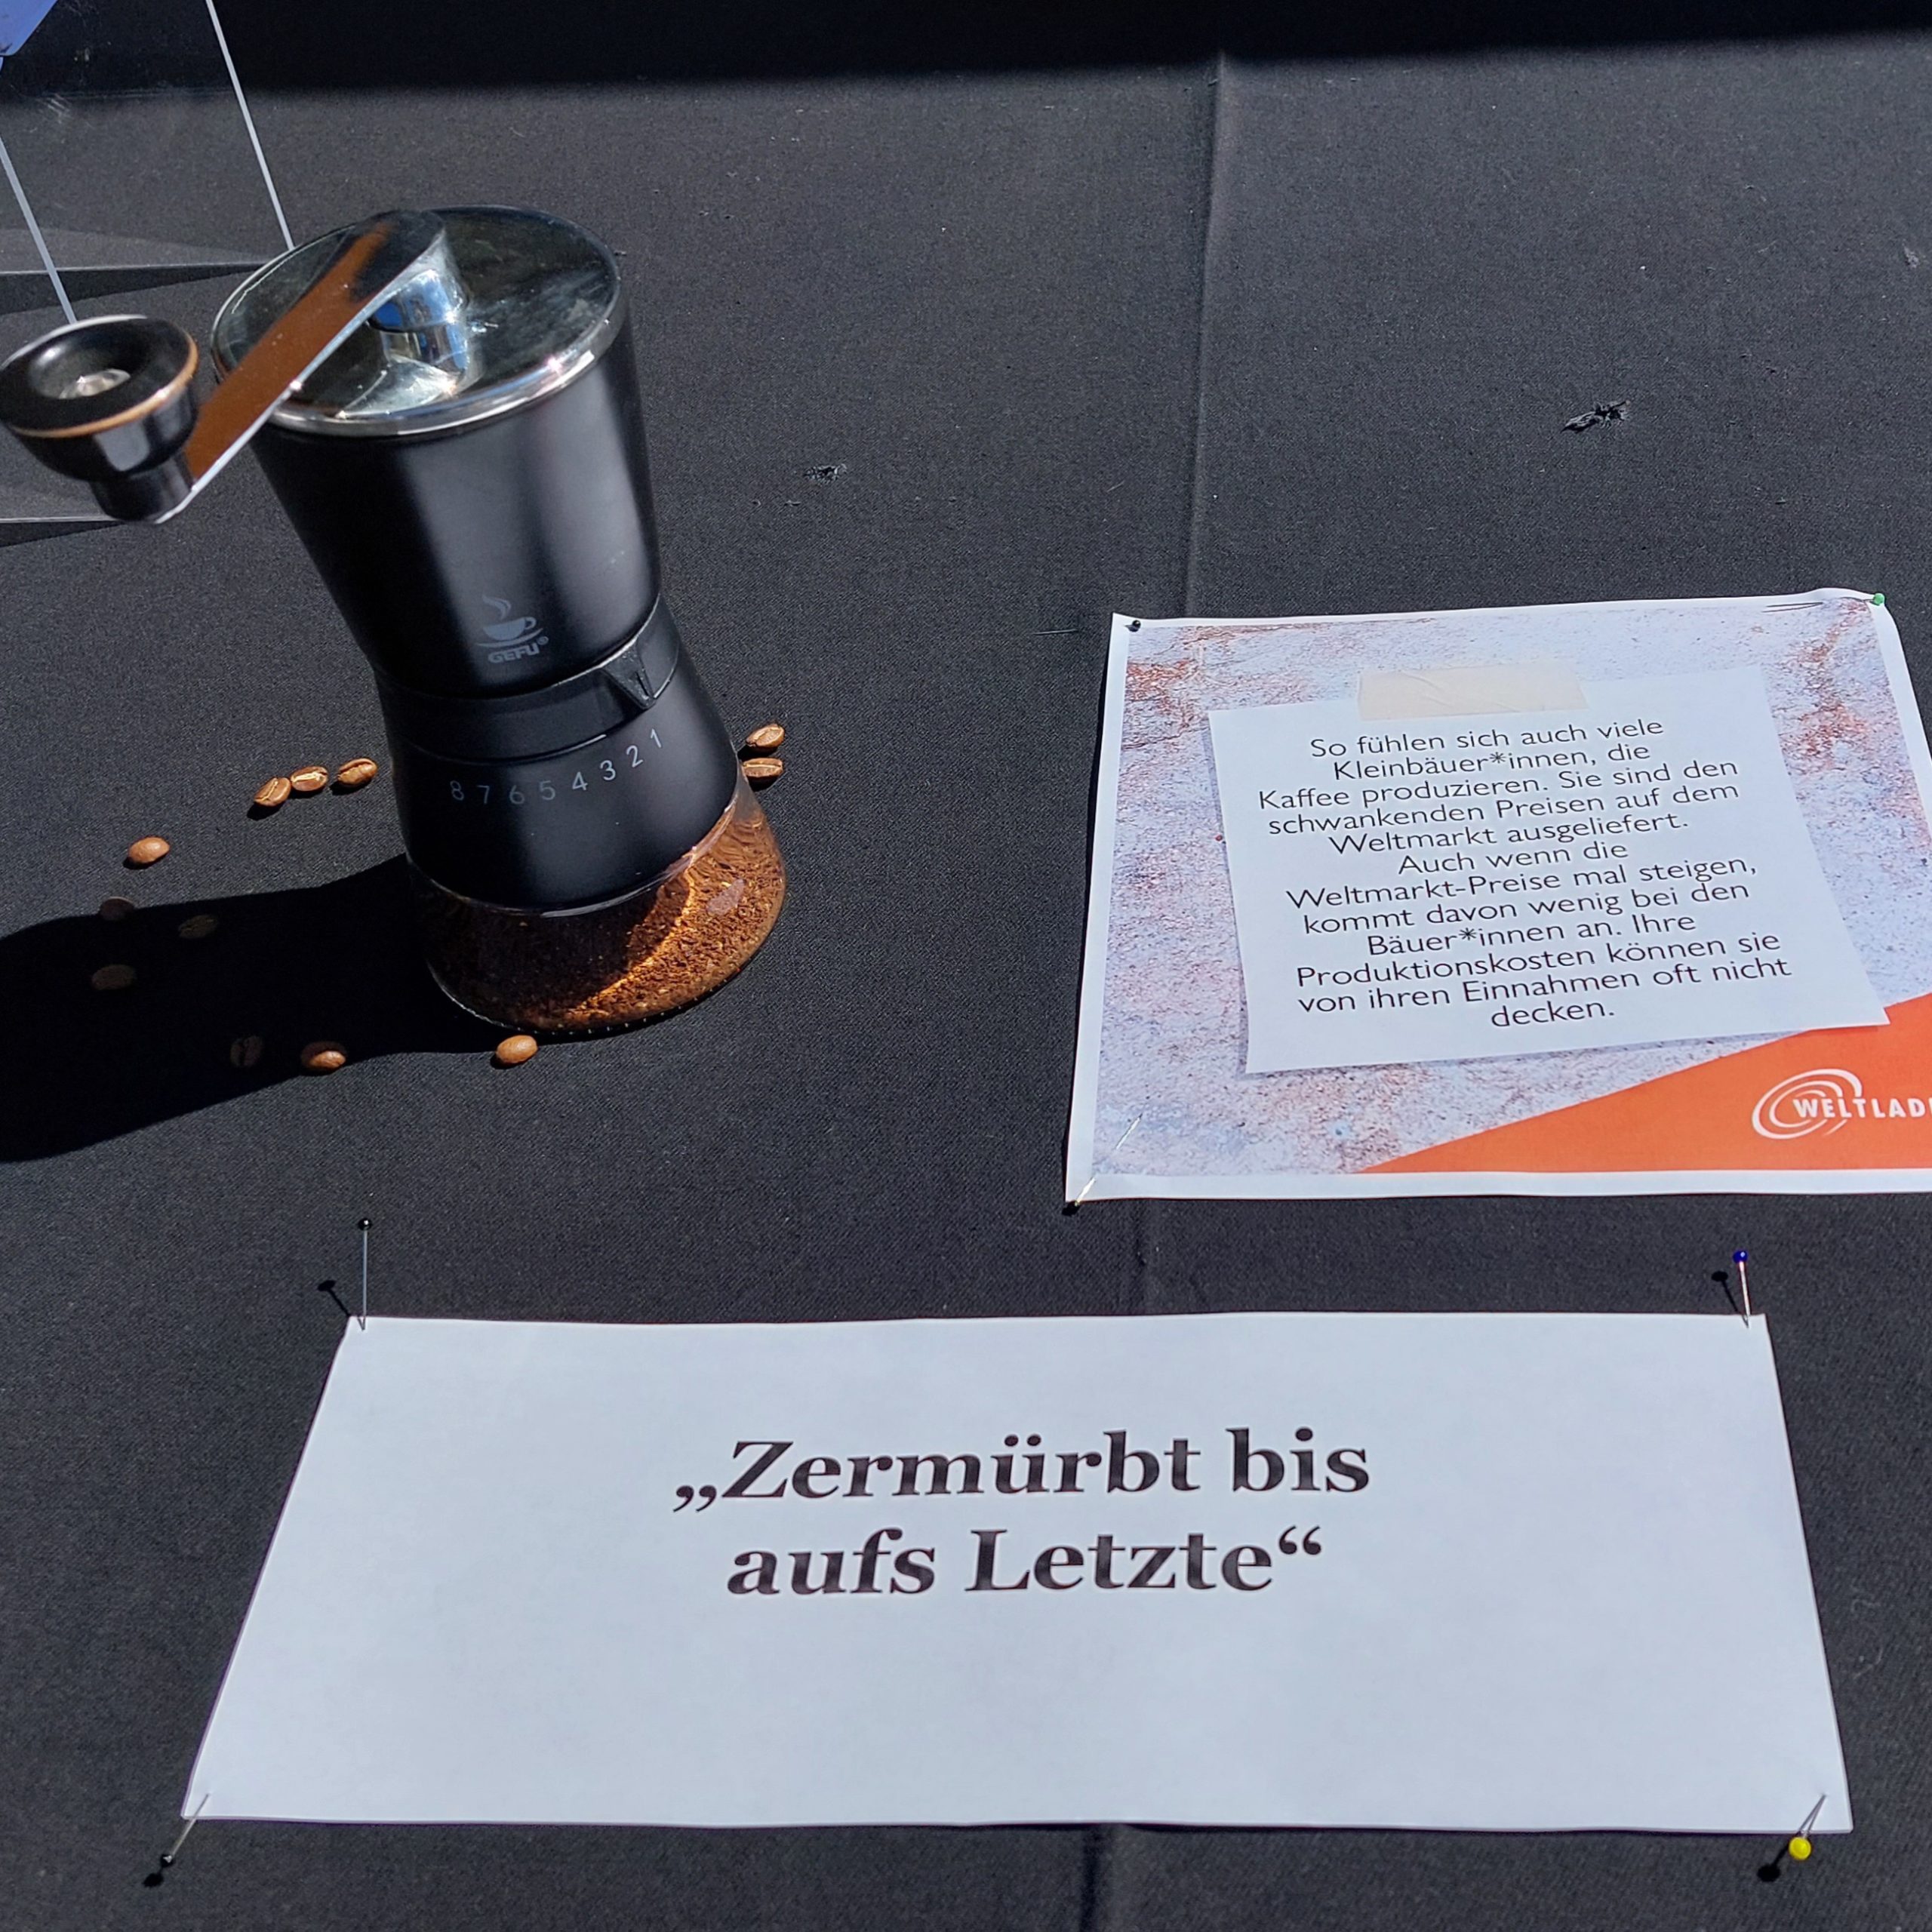 GEFU®
8 7 6 5 4 3 2 1
So fühlen sich auch viele
Kleinbäuer*innen, die
Kaffee produzieren. Sie sind den
schwankenden Preisen auf dem
Weltmarkt ausgeliefert.
Auch wenn die
Weltmarkt-Preise mal steigen,
kommt davon wenig bei den
Bäuer*innen an. Ihre
Produktionskosten können sie
von ihren Einnahmen oft nicht
decken.
WELTLAD
„Zermürbt bis
aufs Letzte“